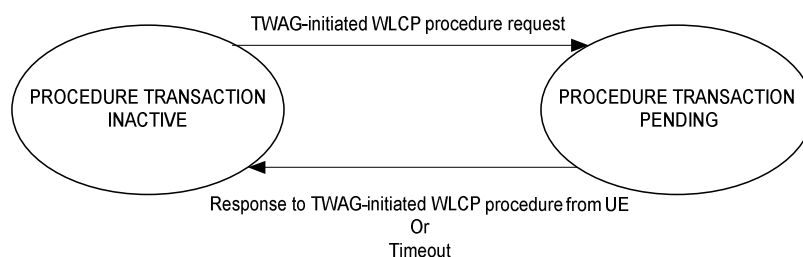 TWAG-initiated WLCP procedure request
PROCEDURE TRANSACTION
INACTIVE
PROCEDURE TRANSACTION
PENDING
Response to TWAG-initiated WLCP procedure from UE
Or
Timeout